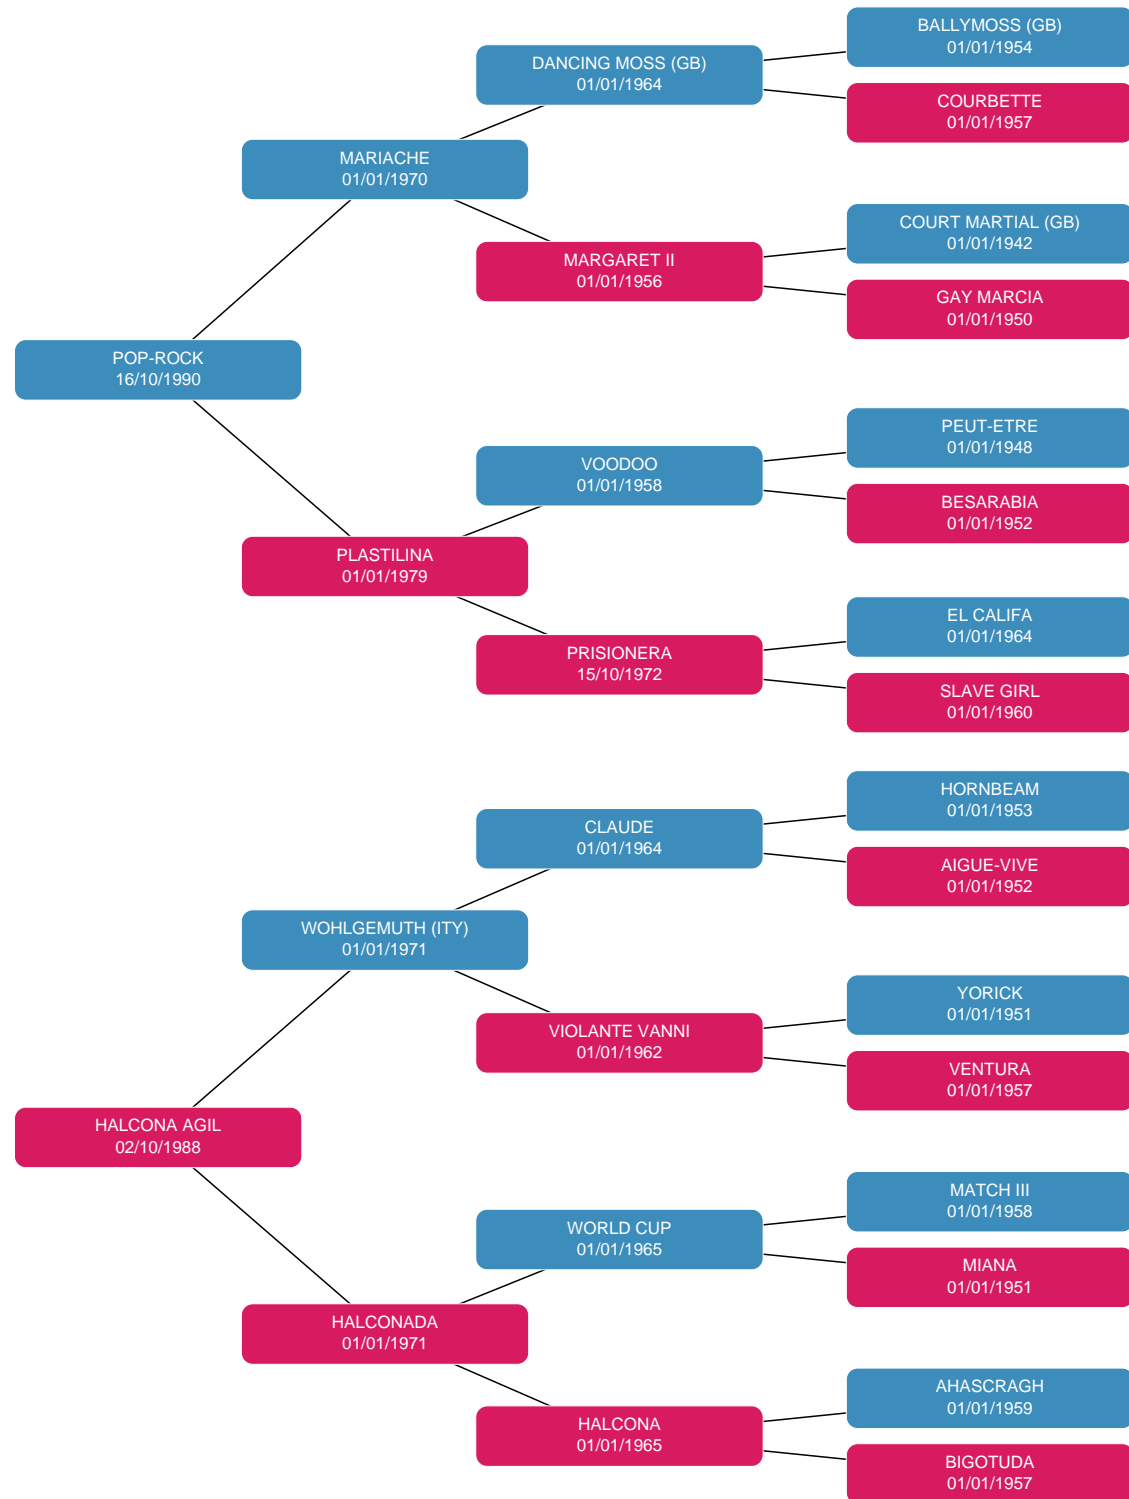 BALLYMOSS (GB)
01/01/1954
DANCING MOSS (GB)
01/01/1964
COURBETTE
01/01/1957
MARIACHE
01/01/1970
COURT MARTIAL (GB)
01/01/1942
MARGARET II
01/01/1956
GAY MARCIA
01/01/1950
POP-ROCK
16/10/1990
PEUT-ETRE
01/01/1948
VOODOO
01/01/1958
BESARABIA
01/01/1952
PLASTILINA
01/01/1979
EL CALIFA
01/01/1964
PRISIONERA
15/10/1972
SLAVE GIRL
01/01/1960
HORNBEAM
01/01/1953
CLAUDE
01/01/1964
AIGUE-VIVE
01/01/1952
WOHLGEMUTH (ITY)
01/01/1971
YORICK
01/01/1951
VIOLANTE VANNI
01/01/1962
VENTURA
01/01/1957
HALCONA AGIL
02/10/1988
MATCH III
01/01/1958
WORLD CUP
01/01/1965
MIANA
01/01/1951
HALCONADA
01/01/1971
AHASCRAGH
01/01/1959
HALCONA
01/01/1965
BIGOTUDA
01/01/1957